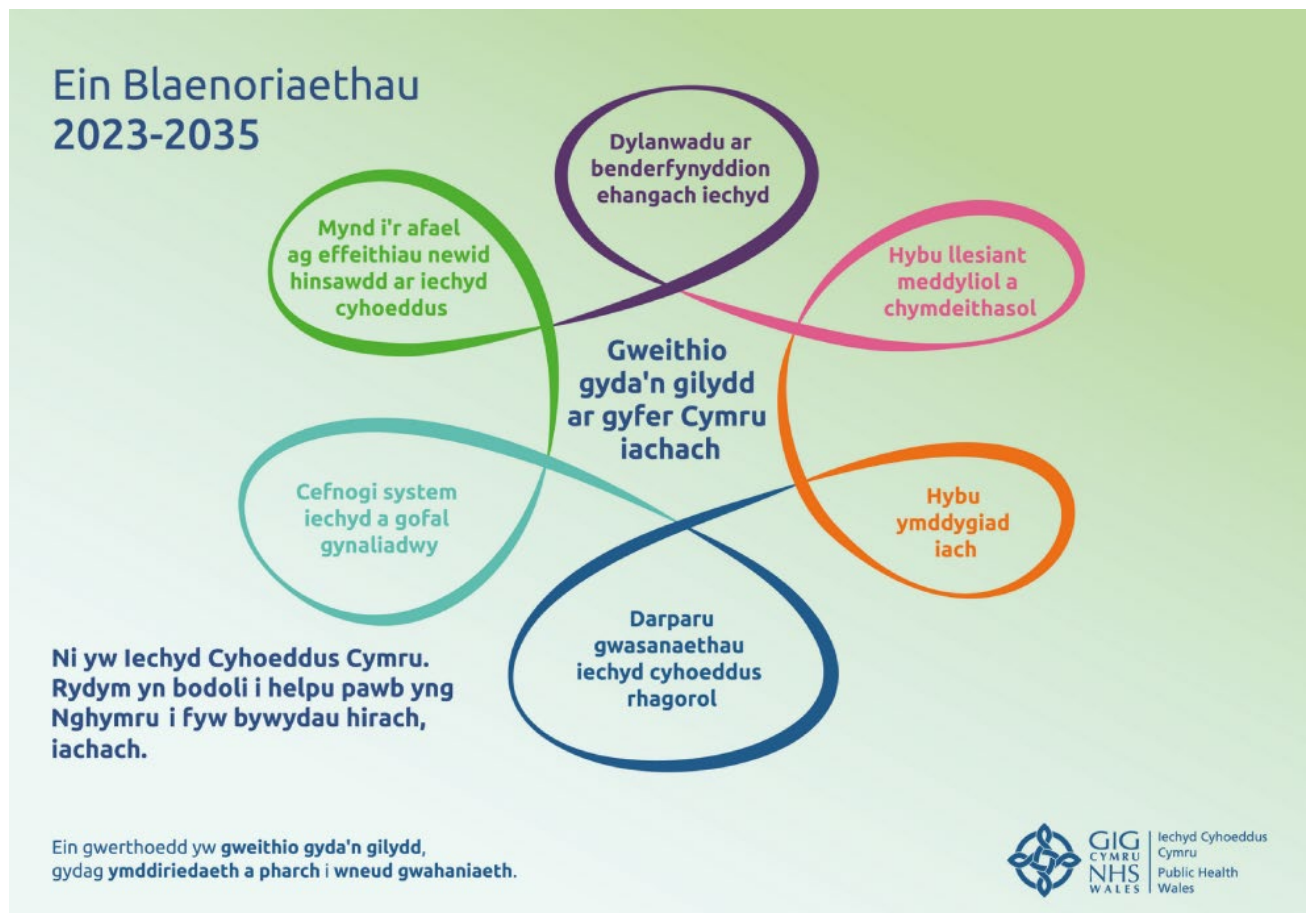 Ein Blaenoriaethau
2023-2035
Dylanwadu ar
benderfynyddion
ehangach iechyd
Mynd i'r afael
ag effeithiau newid
hinsawdd ar iechyd
cyhoeddus
Hybu llesiant
meddyliol a
chymdeithasol
Gweithio
gyda'n gilydd
ar gyfer Cymru
iachach
Cefnogi system
iechyd a gofal
gynaliadwy
Hybu
ymddygiad
iach
Darparu
gwasanaethau
iechyd cyhoeddus
rhagorol
Ni yw Iechyd Cyhoeddus Cymru.
Rydym yn bodoli i helpu pawb yng
Nghymru i fyw bywydau hirach,
iachach.
Ein gwerthoedd yw gweithio gyda'n gilydd,
gydag ymddiriedaeth a pharch i wneud gwahaniaeth.
GIG
CYMRU
NHS
WALES
Iechyd Cyhoeddus
Cymru
Public Health
Wales